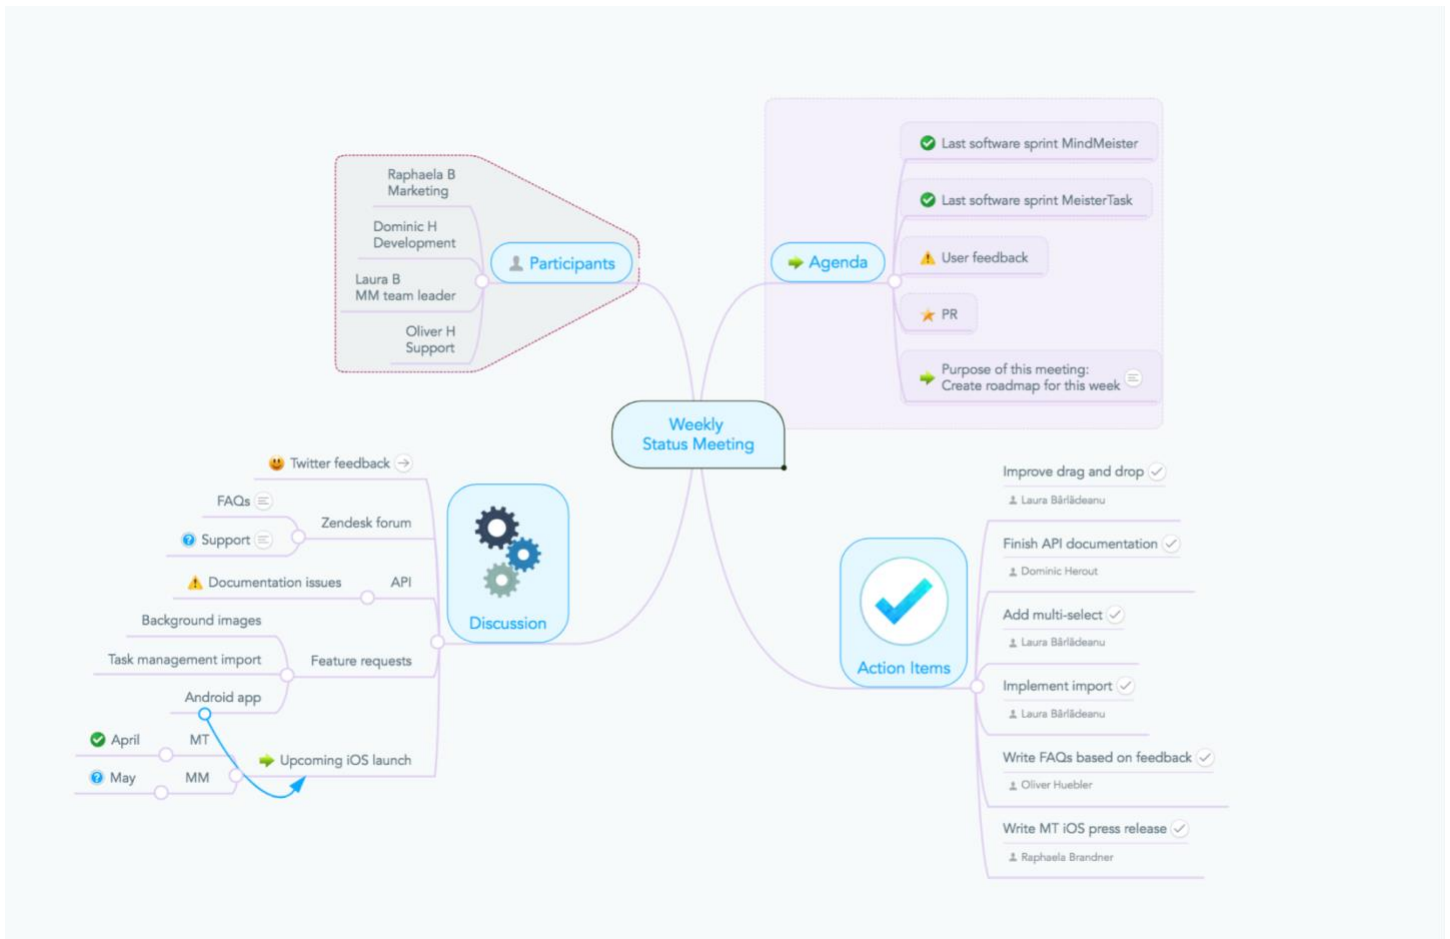 Raphaela B
Marketing
Dominic H
Development
Laura B
MM team leader
Oliver H
Support
Participants
Agenda
Last software sprint MindMeister
Last software sprint MeisterTask
User feedback
PR
Purpose of this meeting:
Create roadmap for this week
Weekly
Status Meeting
Twitter feedback
FAQs
Support
Zendesk forum
Documentation issues
API
Background images
Task management import
Android app
Feature requests
April
MT
May
MM
Upcoming iOS launch
Discussion
Action Items
Improve drag and drop
Laura Bârlădeanu
Finish API documentation
Dominic Herout
Add multi-select
Laura Bârlădeanu
Implement import
Laura Bârlădeanu
Write FAQs based on feedback
Oliver Huebler
Write MT iOS press release
Raphaela Brandner